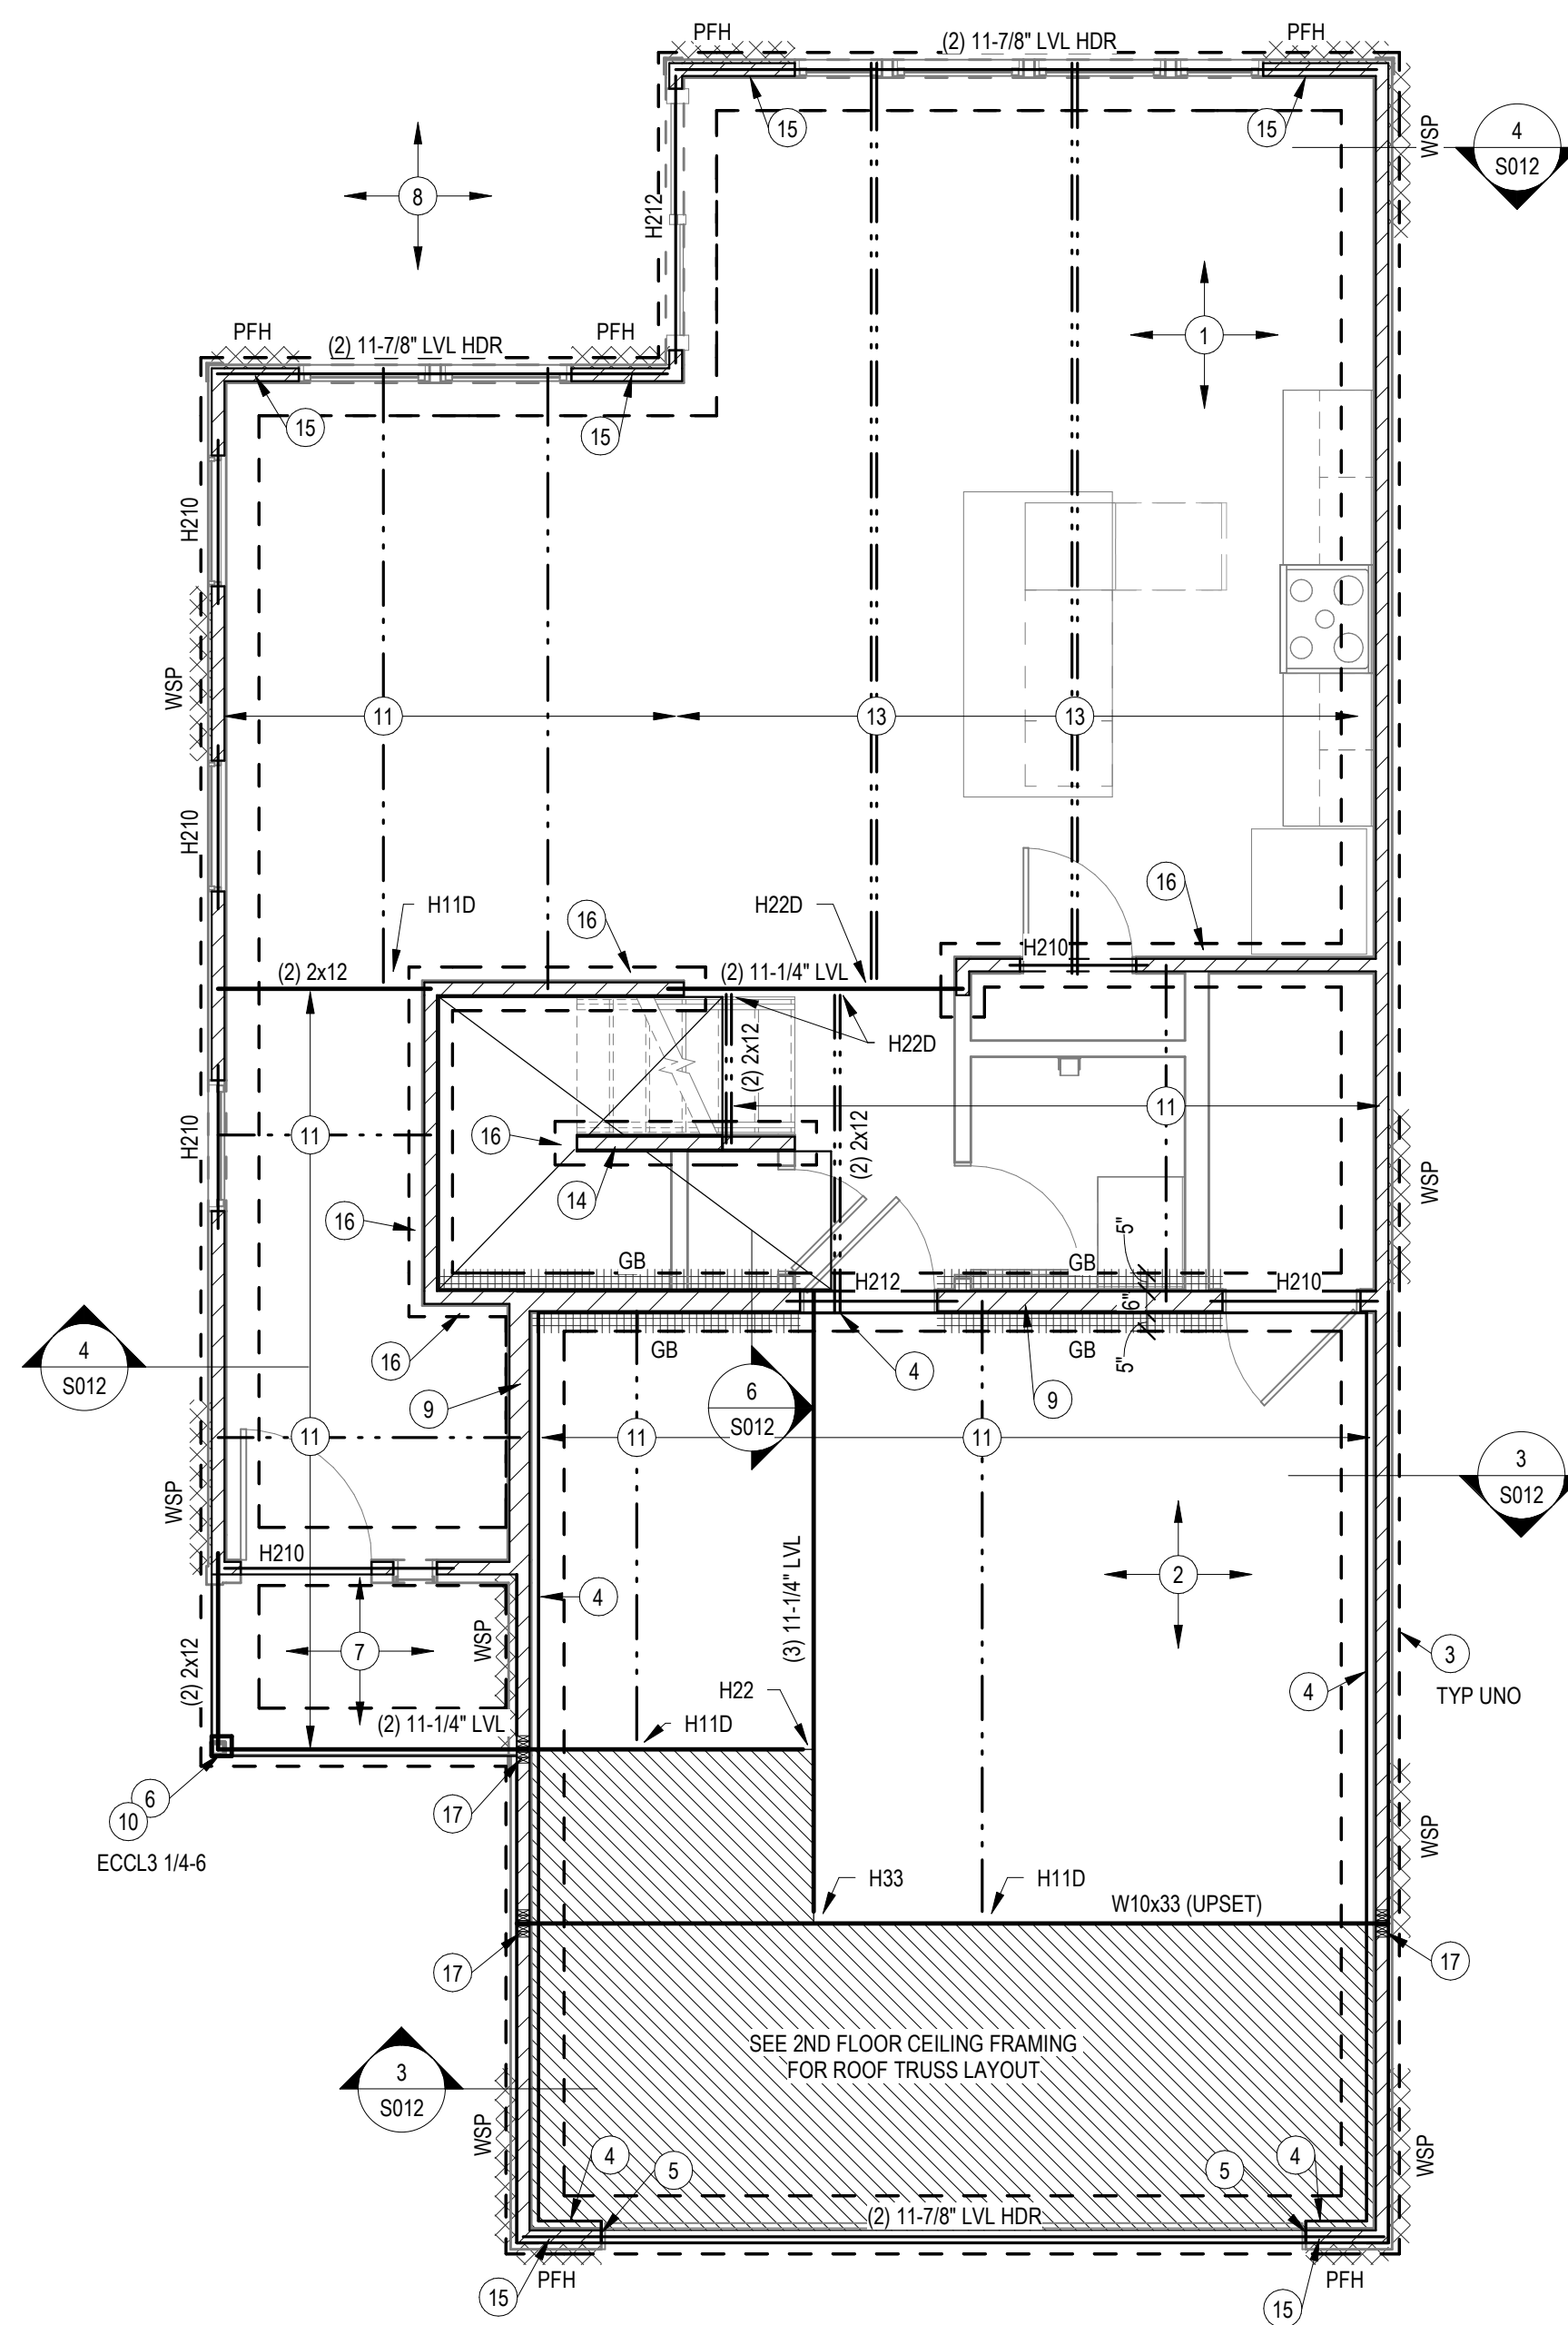 PFH
(2) 11-7/8" LVL HDR
PFH
15
15
WSP
4
S012
8
H212
1
PFH
(2) 11-7/8" LVL HDR
PFH
15
15
H210
WSP
11
13
13
H210
16
H11D
16
H22D
H210
(2) 2x12
(2) 11-1/4" LVL
H22D
(2) 2x12
11
H210
11
16
(2) 2x12
WSP
14
16
5"
GB
GB
H212
H210
6"
GB
GB
5"
4
S012
16
4
9
6
S012
9
11
11
11
3
S012
WSP
H210
(3) 11-1/4" LVL
2
4
WSP
7
3
TYP UNO
4
(2) 2x12
H22
(2) 11-1/4" LVL
H11D
6
10
17
WSP
ECCL3 1/4-6
H33
H11D
W10x33 (UPSET)
17
17
SEE 2ND FLOOR CEILING FRAMING
FOR ROOF TRUSS LAYOUT
3
S012
WSP
WSP
4
5
5
4
(2) 11-7/8" LVL HDR
PFH
PFH
15
15